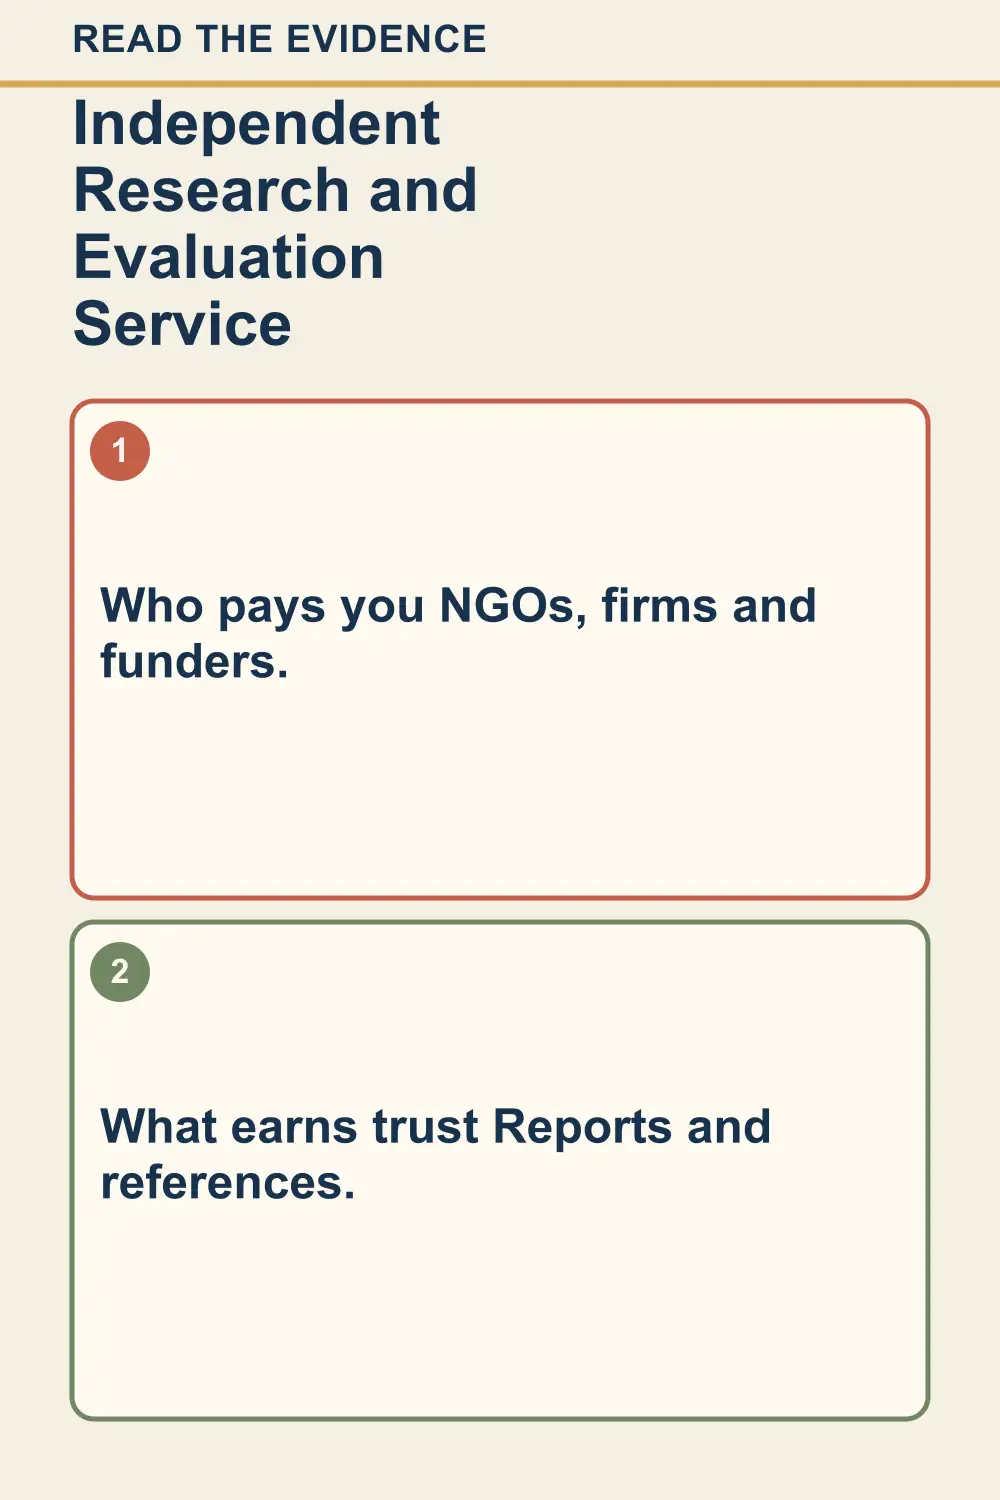 READ THE EVIDENCE
Independent
Research and
Evaluation
Service
1
Who pays you NGOs, firms and
funders.
2
What earns trust Reports and
references.